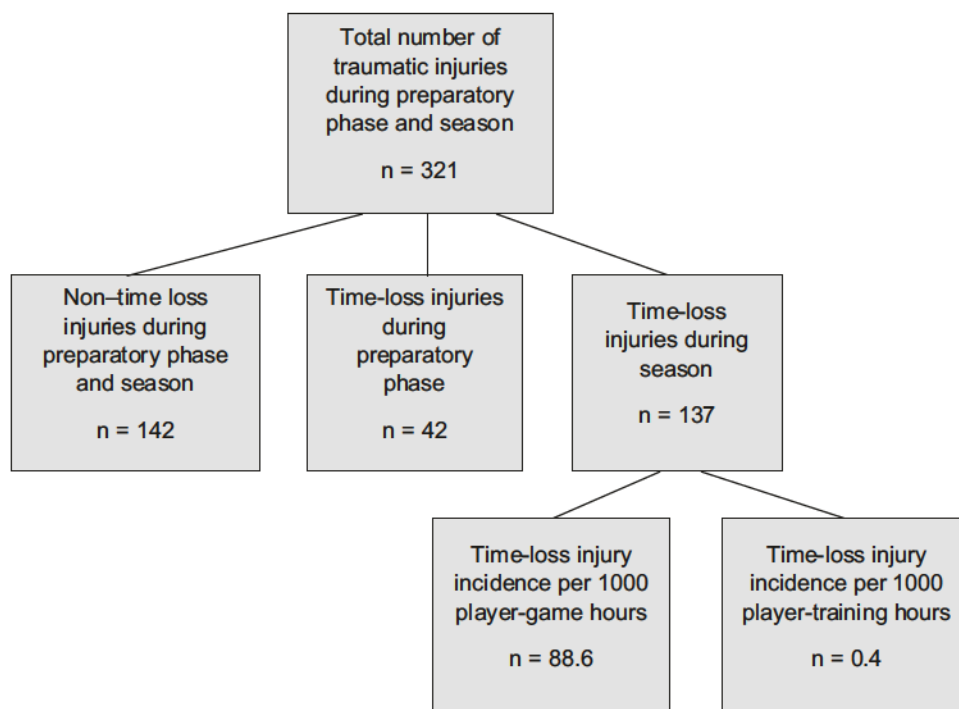 Total number of
traumatic injuries
during preparatory
phase and season
n = 321
Non–time loss
injuries during
preparatory phase
and season
n = 142
Time-loss injuries
during
preparatory
phase
n = 42
Time-loss
injuries during
season
n = 137
Time-loss injury
incidence per 1000
player-game hours
n = 88.6
Time-loss injury
incidence per 1000
player-training hours
n = 0.4